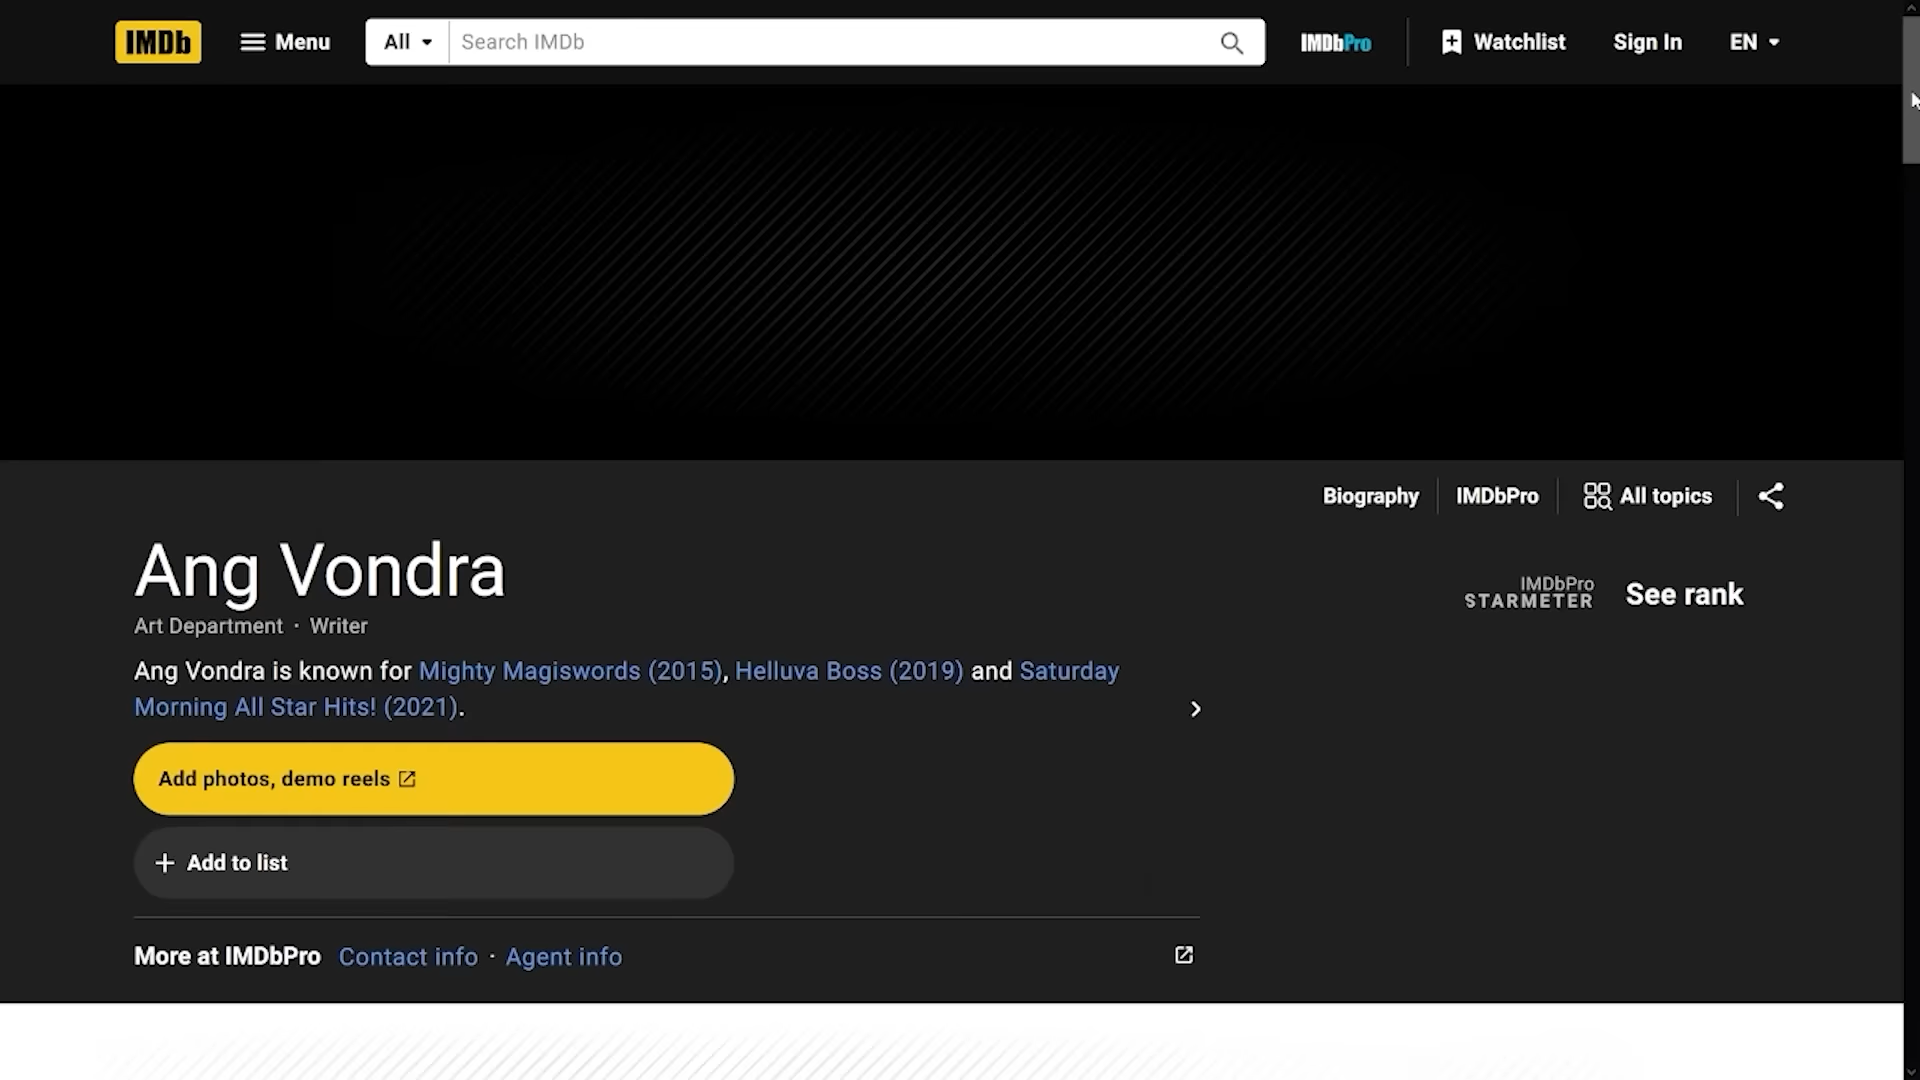 IMDb Menu All Search IMDb IMDbPro Watchlist Sign In EN
Biography IMDbPro All topics
Ang Vondra
IMDbPro
STARMETER See rank
Art Department · Writer
Ang Vondra is known for Mighty Magiswords (2015), Helluva Boss (2019) and Saturday
Morning All Star Hits! (2021).
Add photos, demo reels
+ Add to list
More at IMDbPro Contact info · Agent info